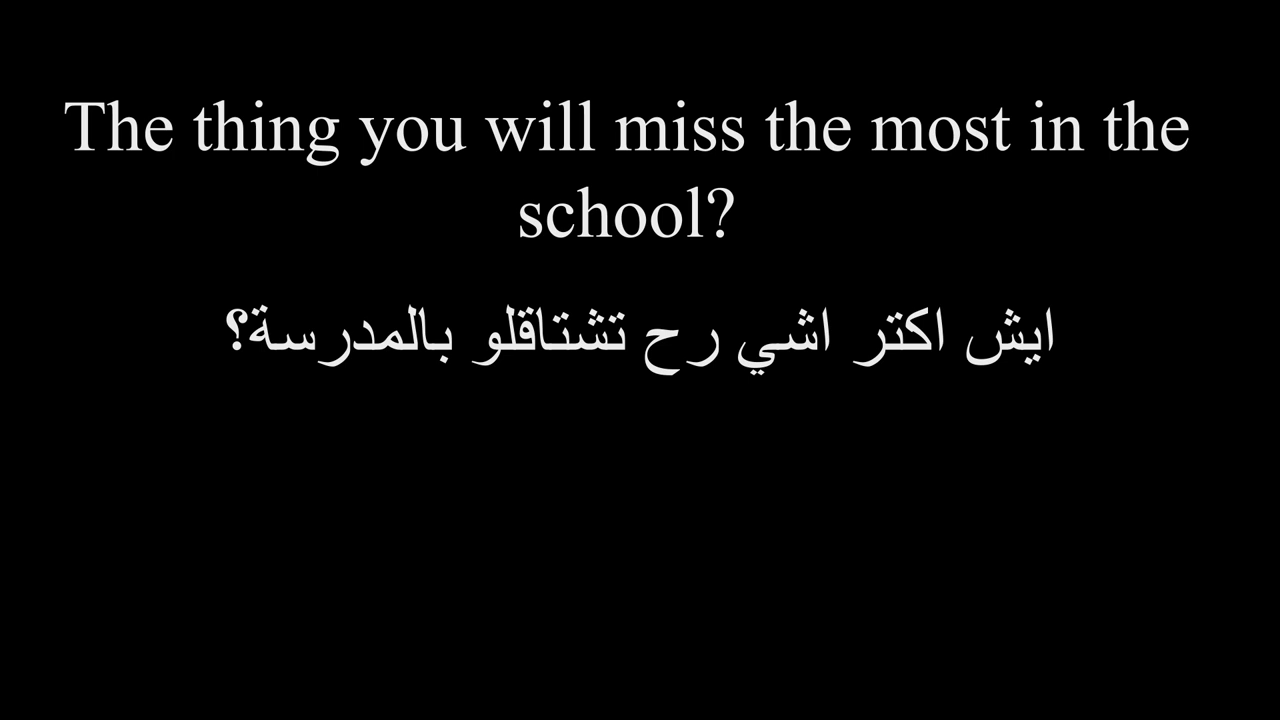 The thing you will miss the most in the
school?
ايش اكتر اشي رح تشتاقلو بالمدرسة؟